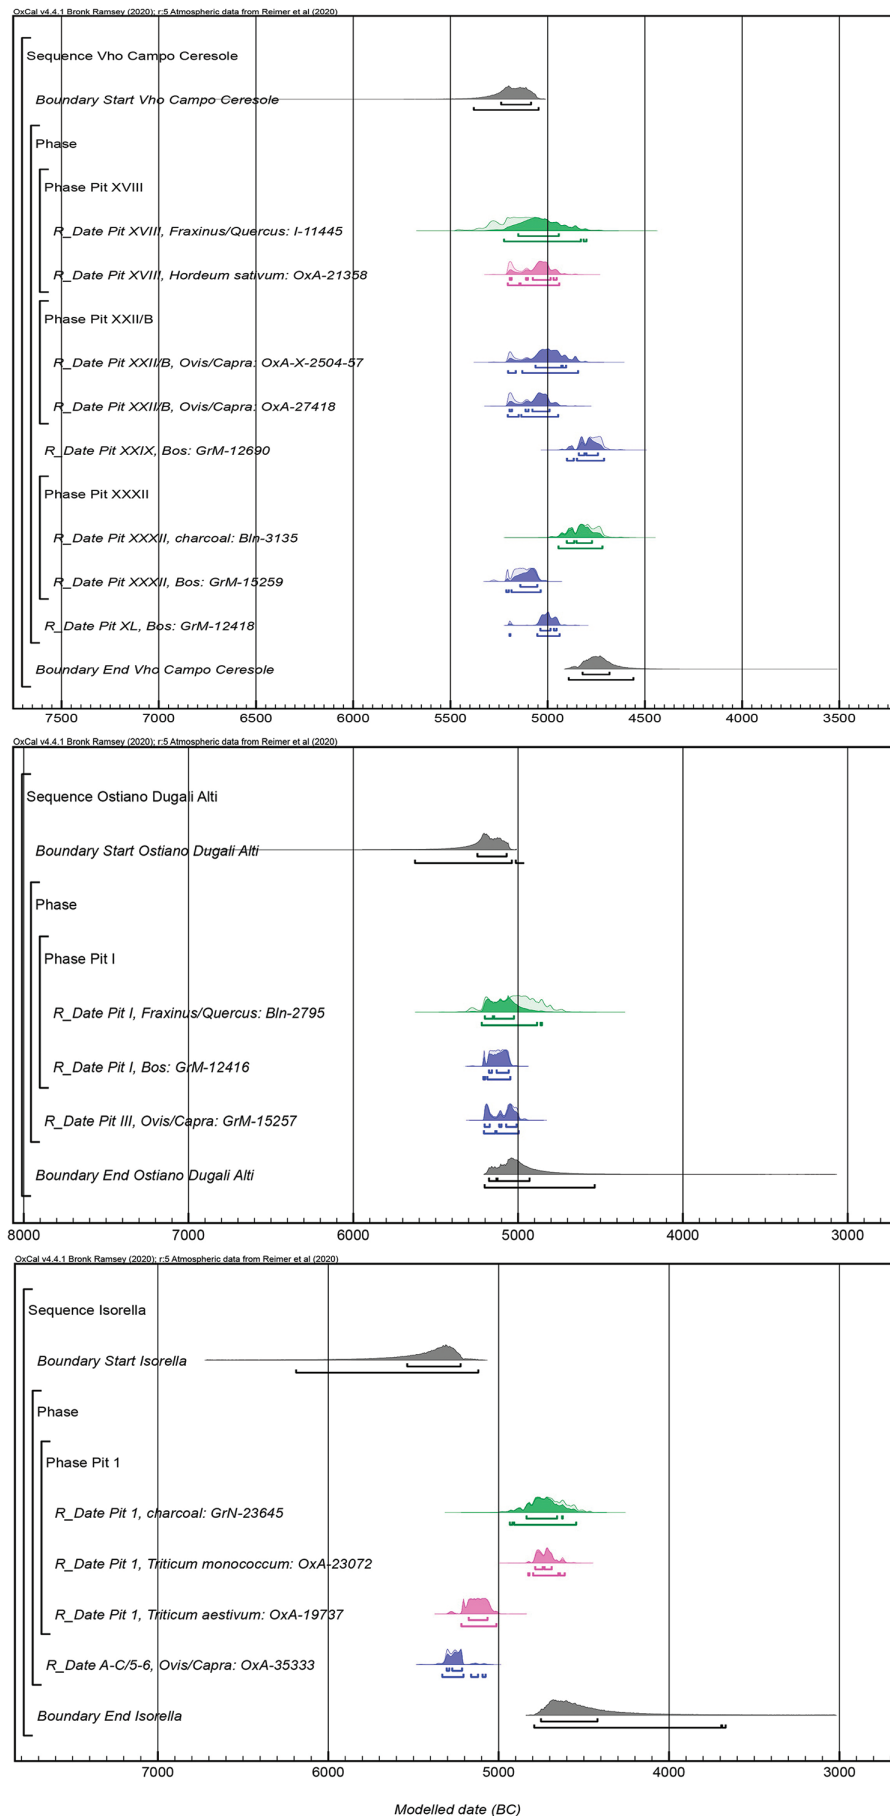 OxCal v4.4.1 Bronk Ramsey (2020); r:5 Atmospheric data from Reimer et al (2020)
Sequence Vho Campo Ceresole
Boundary Start Vho Campo Ceresole
Phase
Phase Pit XVIII
R_Date Pit XVIII, Fraxinus/Quercus: I-11445
R_Date Pit XVIII, Hordeum sativum: OxA-21358
Phase Pit XXII/B
R_Date Pit XXII/B, Ovis/Capra: OxA-X-2504-57
R_Date Pit XXII/B, Ovis/Capra: OxA-27418
R_Date Pit XXIX, Bos: GrM-12690
Phase Pit XXXII
R_Date Pit XXXII, charcoal: Bln-3135
R_Date Pit XXXII, Bos: GrM-15259
R_Date Pit XL, Bos: GrM-12418
Boundary End Vho Campo Ceresole
7500 7000 6500 6000 5500 5000 4500 4000 3500
OxCal v4.4.1 Bronk Ramsey (2020); r:5 Atmospheric data from Reimer et al (2020)
Sequence Ostiano Dugali Alti
Boundary Start Ostiano Dugali Alti
Phase
Phase Pit I
R_Date Pit I, Fraxinus/Quercus: Bln-2795
R_Date Pit I, Bos: GrM-12416
R_Date Pit III, Ovis/Capra: GrM-15257
Boundary End Ostiano Dugali Alti
8000 7000 6000 5000 4000 3000
OxCal v4.4.1 Bronk Ramsey (2020); r:5 Atmospheric data from Reimer et al (2020)
Sequence Isorella
Boundary Start Isorella
Phase
Phase Pit 1
R_Date Pit 1, charcoal: GrN-23645
R_Date Pit 1, Triticum monococcum: OxA-23072
R_Date Pit 1, Triticum aestivum: OxA-19737
R_Date A-C/5-6, Ovis/Capra: OxA-35333
Boundary End Isorella
7000 6000 5000 4000 3000
Modelled date (BC)